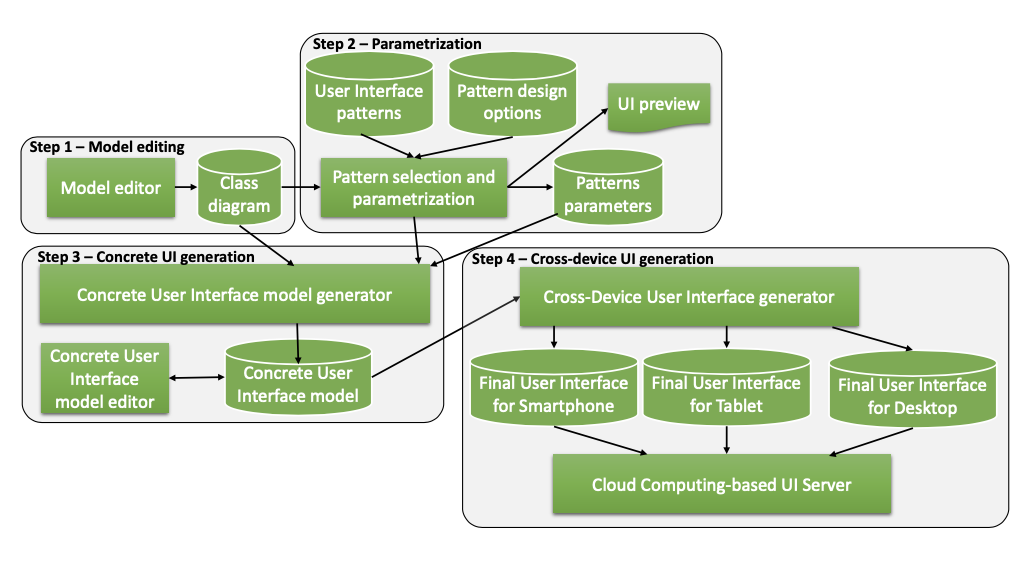 Step 2 – Parametrization
User Interface
patterns
Pattern design
options
UI preview
Step 1 – Model editing
Model editor
Class
diagram
Pattern selection and
parametrization
Patterns
parameters
Step 3 – Concrete UI generation
Concrete User Interface model generator
Concrete User
Interface
model editor
Concrete User
Interface model
Step 4 – Cross-device UI generation
Cross-Device User Interface generator
Final User Interface
for Smartphone
Final User Interface
for Tablet
Final User Interface
for Desktop
Cloud Computing-based UI Server